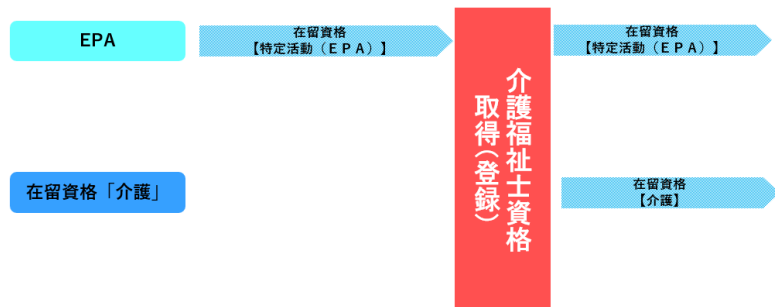 EPA
在留資格
【特定活動（ＥＰＡ）】
介護福祉士資格
取得(登録)
在留資格
【特定活動（ＥＰＡ）】
在留資格「介護」
在留資格
【介護】